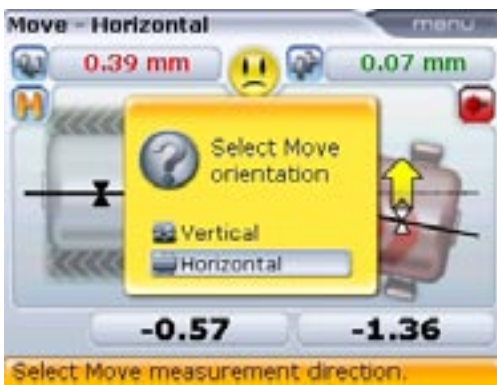 Move - Horizontal
menu
0.39 mm
0.07 mm
Select Move
orientation
Vertical
Horizontal
-0.57
-1.36
Select Move measurement direction.